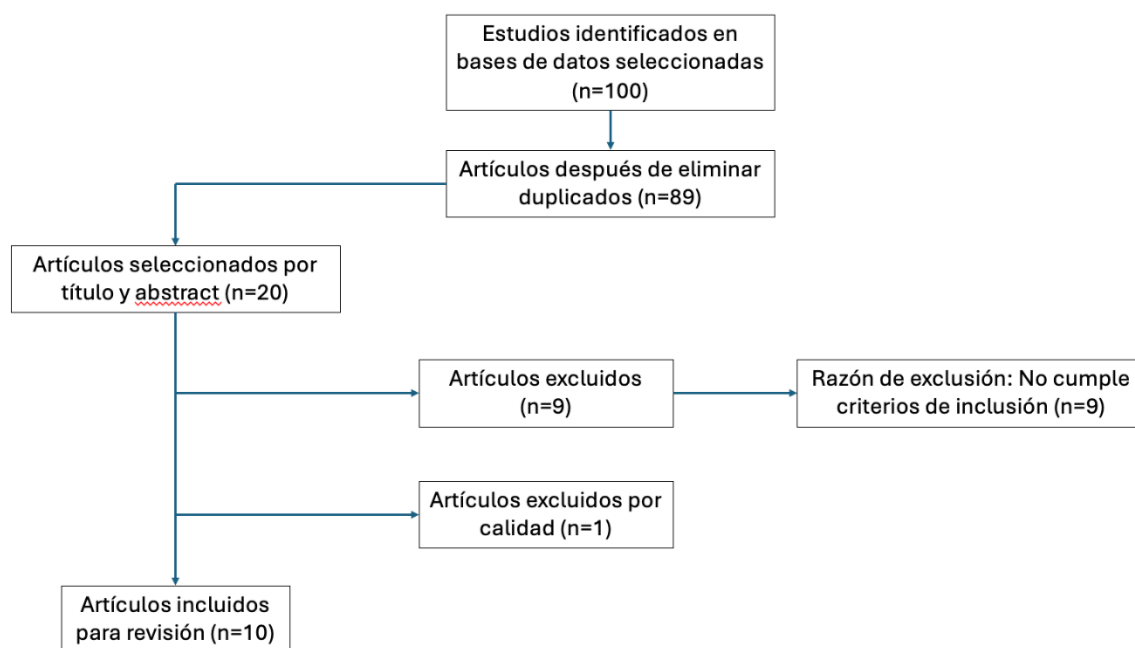 Estudios identificados en
bases de datos seleccionadas
(n=100)
Artículos después de eliminar
duplicados (n=89)
Artículos seleccionados por
título y abstract (n=20)
Artículos excluidos
(n=9)
Razón de exclusión: No cumple
criterios de inclusión (n=9)
Artículos excluidos por
calidad (n=1)
Artículos incluidos
para revisión (n=10)